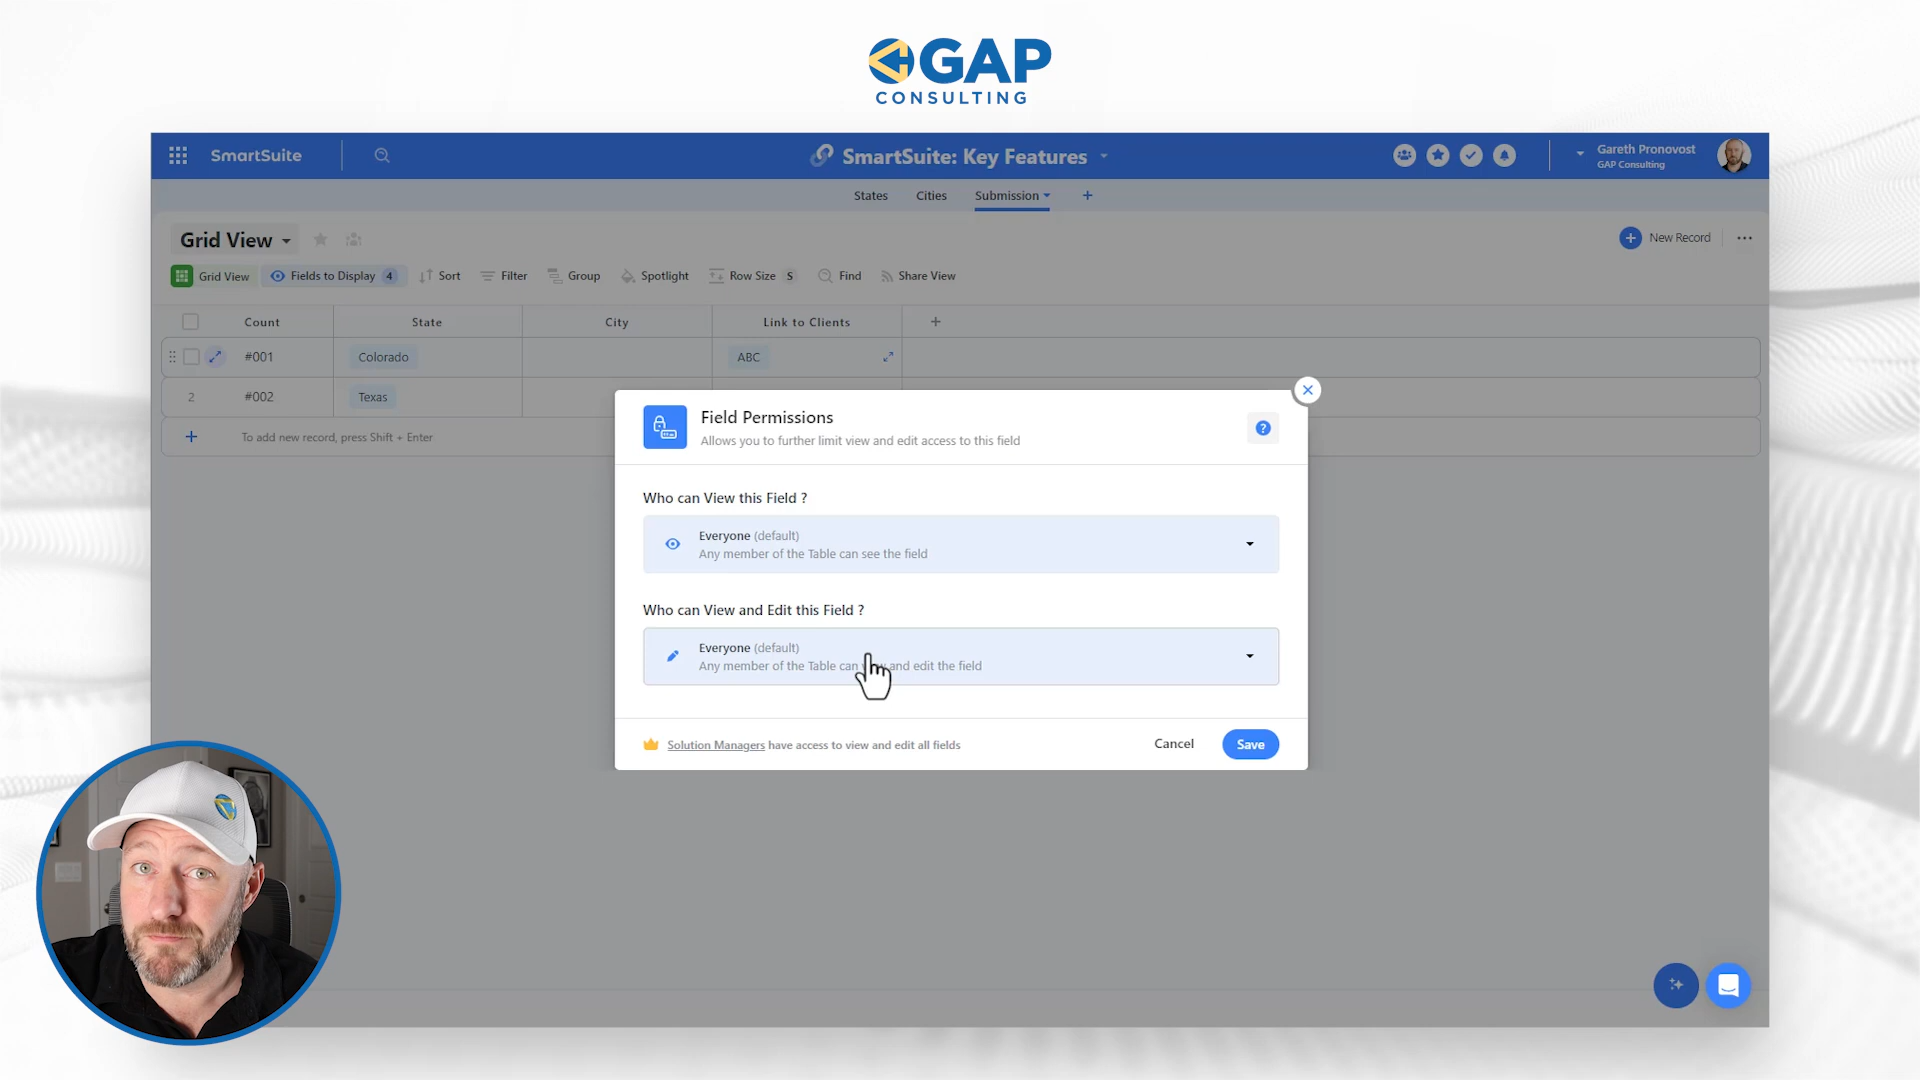 GAP
CONSULTING
SmartSuite
SmartSuite: Key Features
Gareth Pronovost
GAP Consulting
States
Cities
Submission
Grid View
New Record
Grid View
Fields to Display 4
Sort
Filter
Group
Spotlight
Row Size S
Find
Share View
Count
State
City
Link to Clients
#001
Colorado
ABC
2
#002
Texas
To add new record, press Shift + Enter
Field Permissions
Allows you to further limit view and edit access to this field
?
Who can View this Field ?
Everyone (default)
Any member of the Table can see the field
Who can View and Edit this Field ?
Everyone (default)
Any member of the Table can and edit the field
Solution Managers have access to view and edit all fields
Cancel
Save